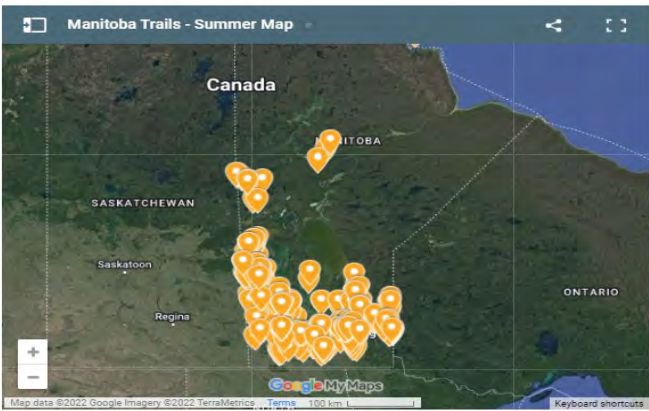 Manitoba Trails - Summer Map
Canada
SASKATCHEWAN
Saskatoon
ONTARIO
Regina
+
−
Google My Maps
Map data ©2022 Google Imagery ©2022 TerraMetrics Terms 100 km Keyboard shortcuts